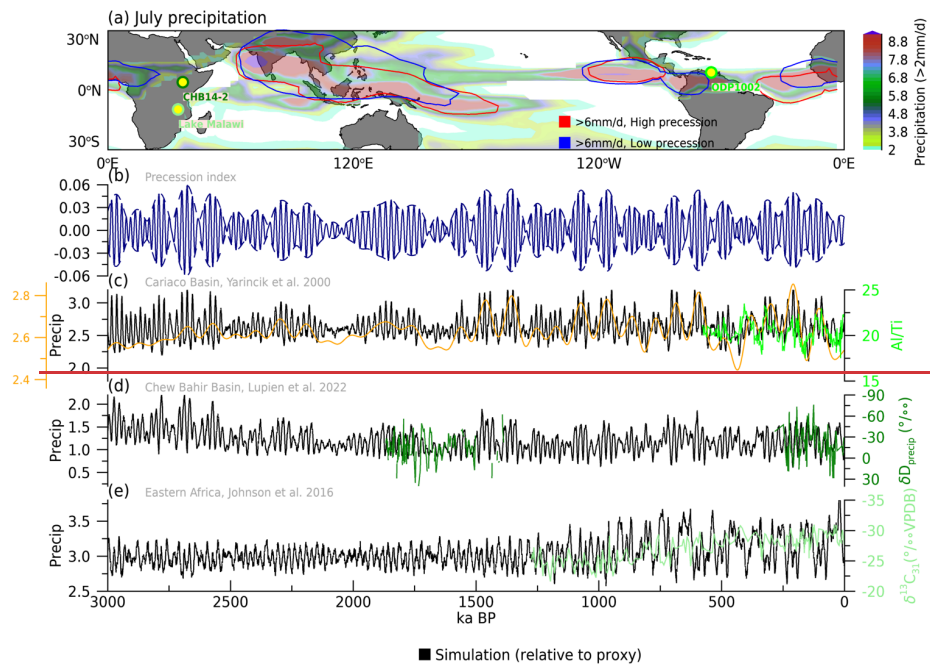 (a) July precipitation
30°N
0°N
30°S
0°E
120°E
120°W
0°E
CHB14-2
Lake Malawi
ODP1002
>6mm/d, High precession
>6mm/d, Low precession
8.8
7.8
6.8
5.8
4.8
3.8
2.8
2
Precipitation (>2mm/d)
(b) Precession index
0.06
0.03
0.00
-0.03
-0.06
(c) Cariaco Basin, Yarincik et al. 2000
2.8
2.6
2.4
Precip
3.0
2.5
2.0
25
20
15
Al/Ti
(d) Chew Bahir Basin, Lupien et al. 2022
Precip
2.0
1.5
1.0
0.5
-90
-60
-30
0
30
δD precip (°/∘∘)
(e) Eastern Africa, Johnson et al. 2016
Precip
3.5
3.0
2.5
-35
-30
-25
-20
δ13C31(°/∘∘VPDB)
3000 2500 2000 1500 1000 500 0
ka BP
Simulation (relative to proxy)